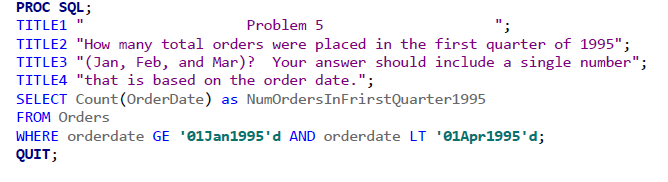 PROC SQL;
TITLE1 "                    Problem 5                     ";
TITLE2 "How many total orders were placed in the first quarter of 1995";
TITLE3 "(Jan, Feb, and Mar)?  Your answer should include a single number";
TITLE4 "that is based on the order date.";
SELECT Count(OrderDate) as NumOrdersInFrirstQuarter1995
FROM Orders
WHERE orderdate GE '01Jan1995'd AND orderdate LT '01Apr1995'd;
QUIT;